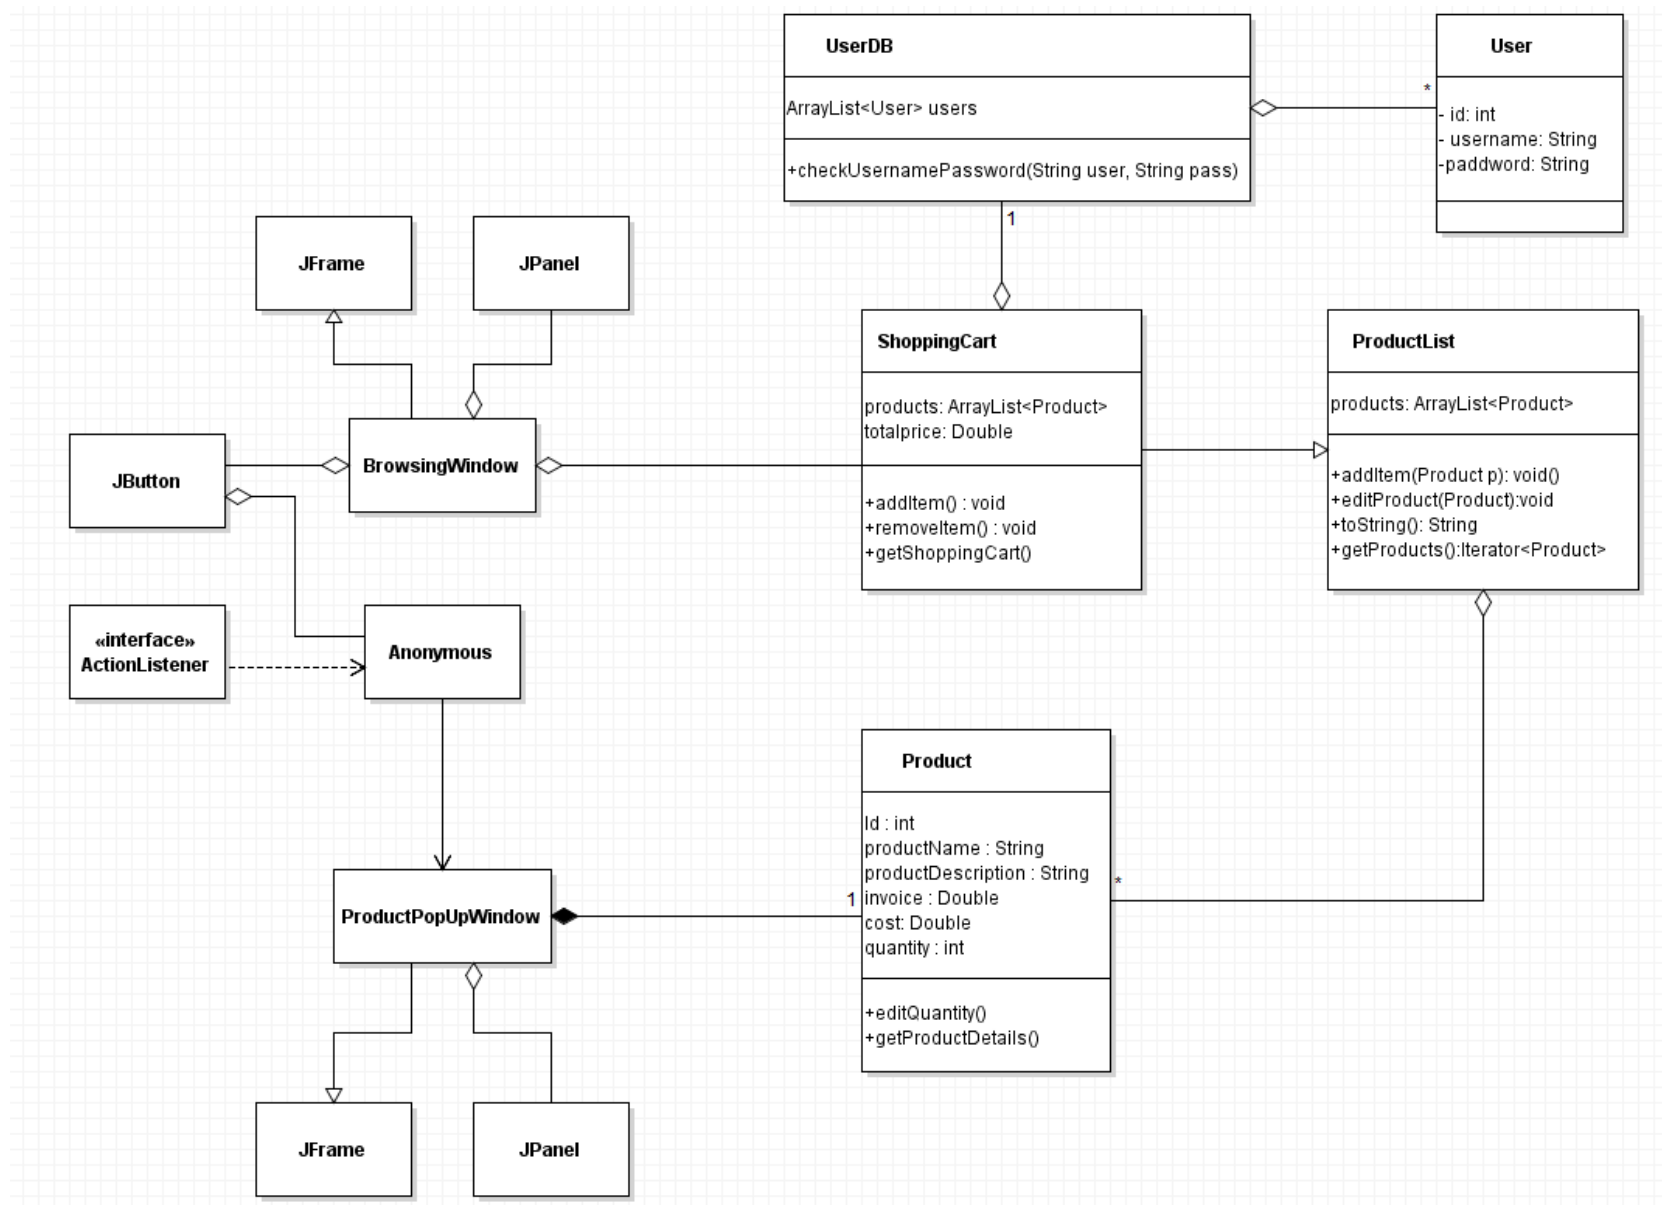 UserDB
ArrayList<User> users
+checkUsernamePassword(String user, String pass)
User
- id: int
- username: String
-paddword: String
*
1
JFrame
JPanel
ShoppingCart
products: ArrayList<Product>
totalprice: Double
+addItem() : void
+removeItem() : void
+getShoppingCart()
ProductList
products: ArrayList<Product>
+addItem(Product p): void()
+editProduct(Product):void
+toString(): String
+getProducts():Iterator<Product>
JButton
BrowsingWindow
«interface»
ActionListener
Anonymous
Product
Id : int
productName : String
productDescription : String
invoice : Double
cost: Double
quantity : int
+editQuantity()
+getProductDetails()
*
1
ProductPopUpWindow
JFrame
JPanel